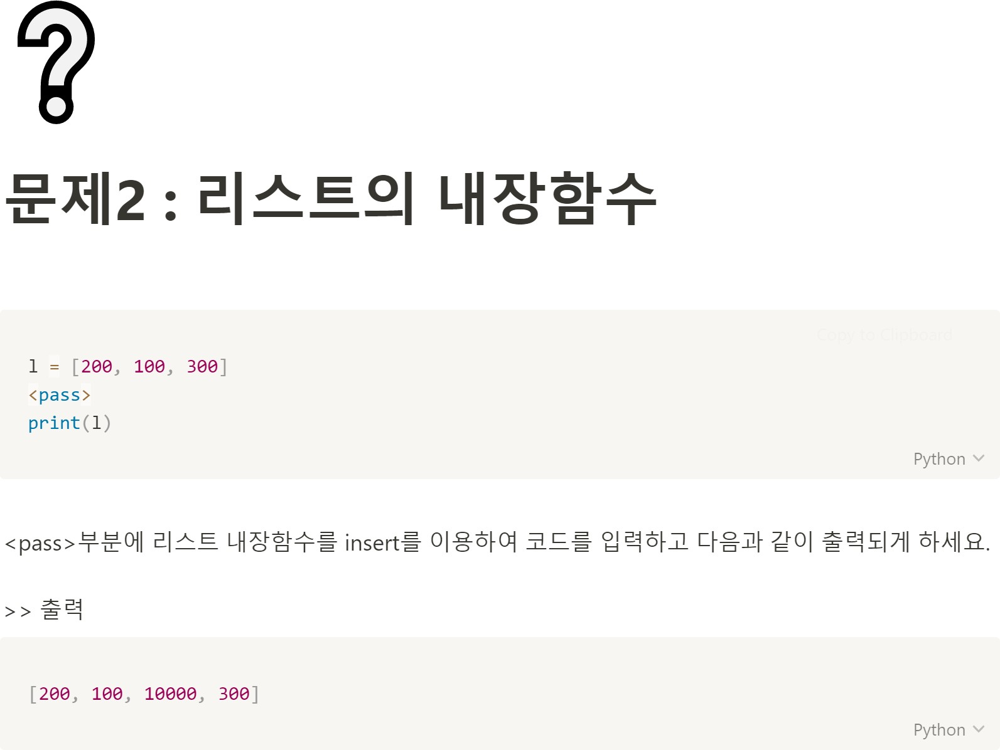 문제2 : 리스트의 내장함수
Copy to Clipboard
l = [200, 100, 300]
<pass>
print(l)
Python
<pass>부분에 리스트 내장함수를 insert를 이용하여 코드를 입력하고 다음과 같이 출력되게 하세요.
>> 출력
[200, 100, 10000, 300]
Python